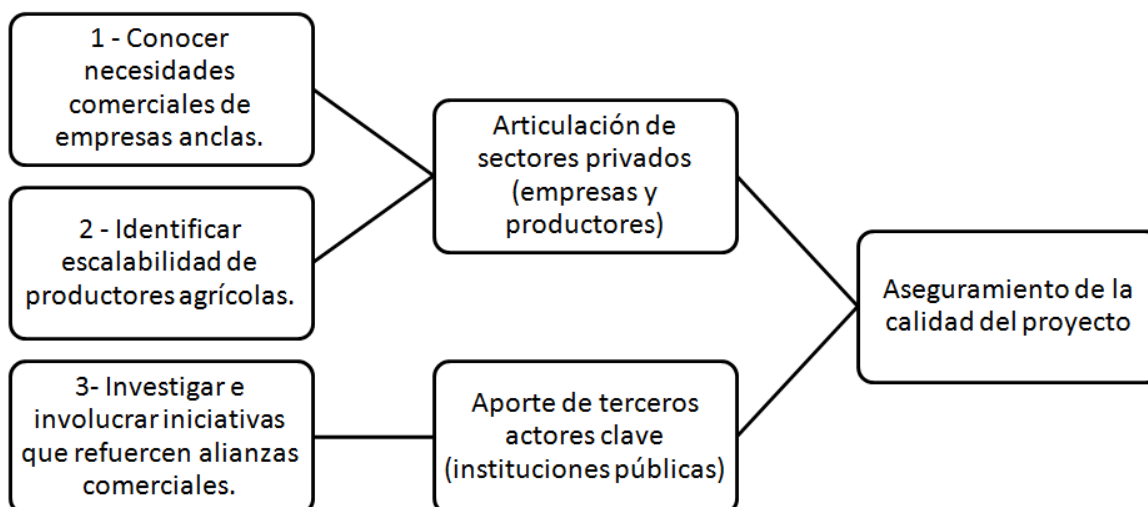 1 - Conocer
necesidades
comerciales de
empresas anclas.
2 - Identificar
escalabilidad de
productores agrícolas.
3- Investigar e
involucrar iniciativas
que refuercen alianzas
comerciales.
Articulación de
sectores privados
(empresas y
productores)
Aporte de terceros
actores clave
(instituciones públicas)
Aseguramiento de la
calidad del proyecto